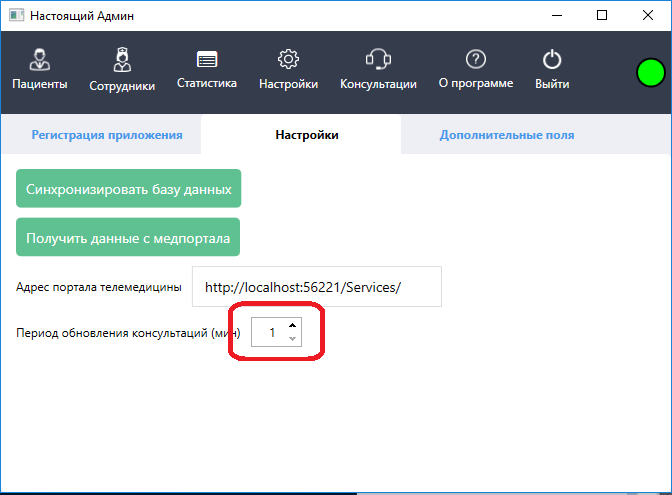 Настоящий Админ
Пациенты Сотрудники Статистика Настройки Консультации О программе Выйти
Регистрация приложения Настройки Дополнительные поля
Синхронизировать базу данных
Получить данные с медпортала
Адрес портала телемедицины http://localhost:56221/Services/
Период обновления консультаций (мин) 1